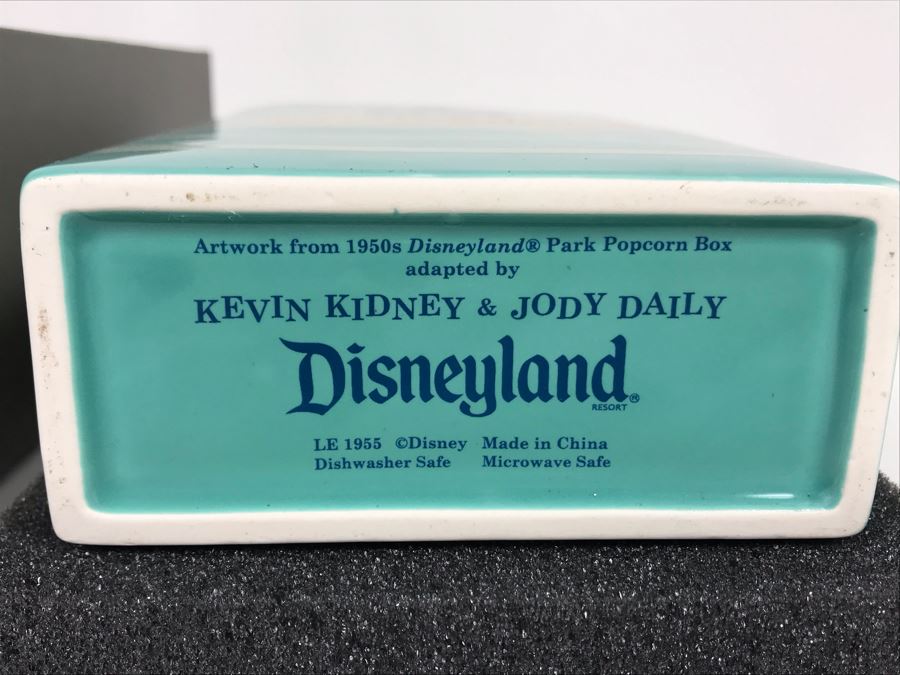 Artwork from 1950s Disneyland® Park Popcorn Box
adapted by
KEVIN KIDNEY & JODY DAILY
Disneyland®
RESORT
LE 1955 ©Disney Made in China
Dishwasher Safe Microwave Safe